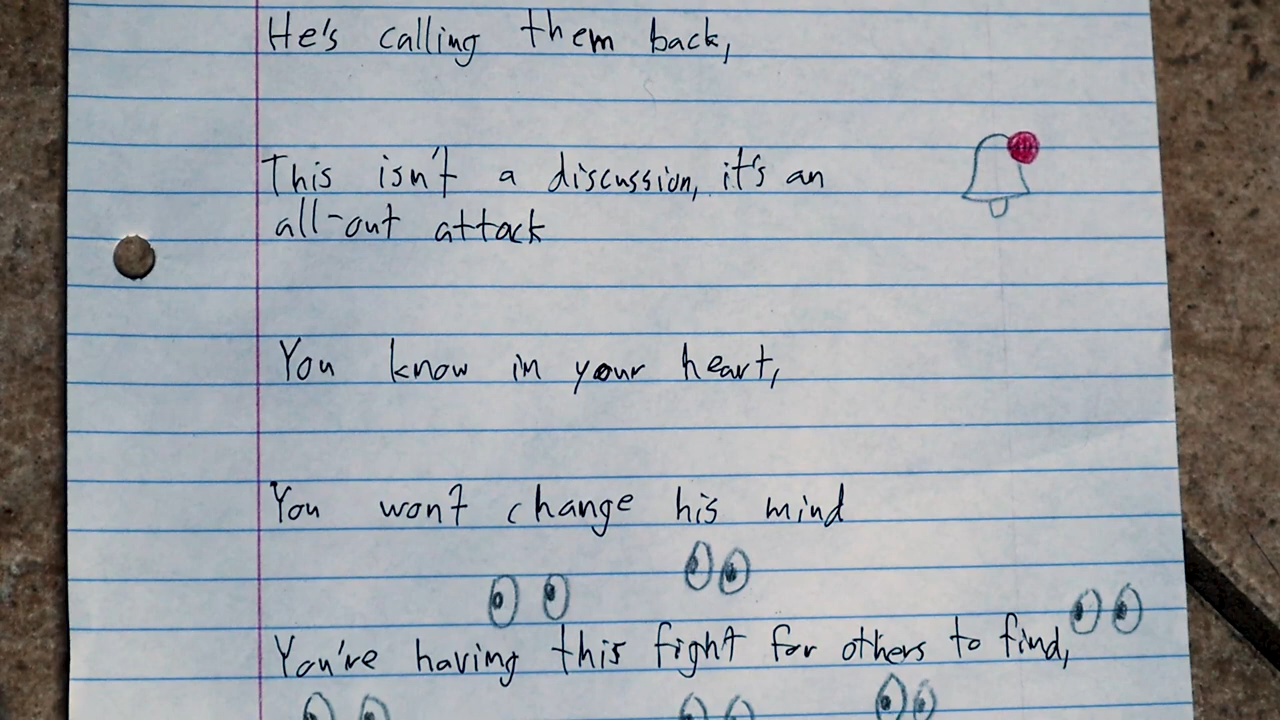 He's calling them back,
This isn't a discussion, it's an
all-out attack
You know in your heart,
You won't change his mind
You're having this fight for others to find,